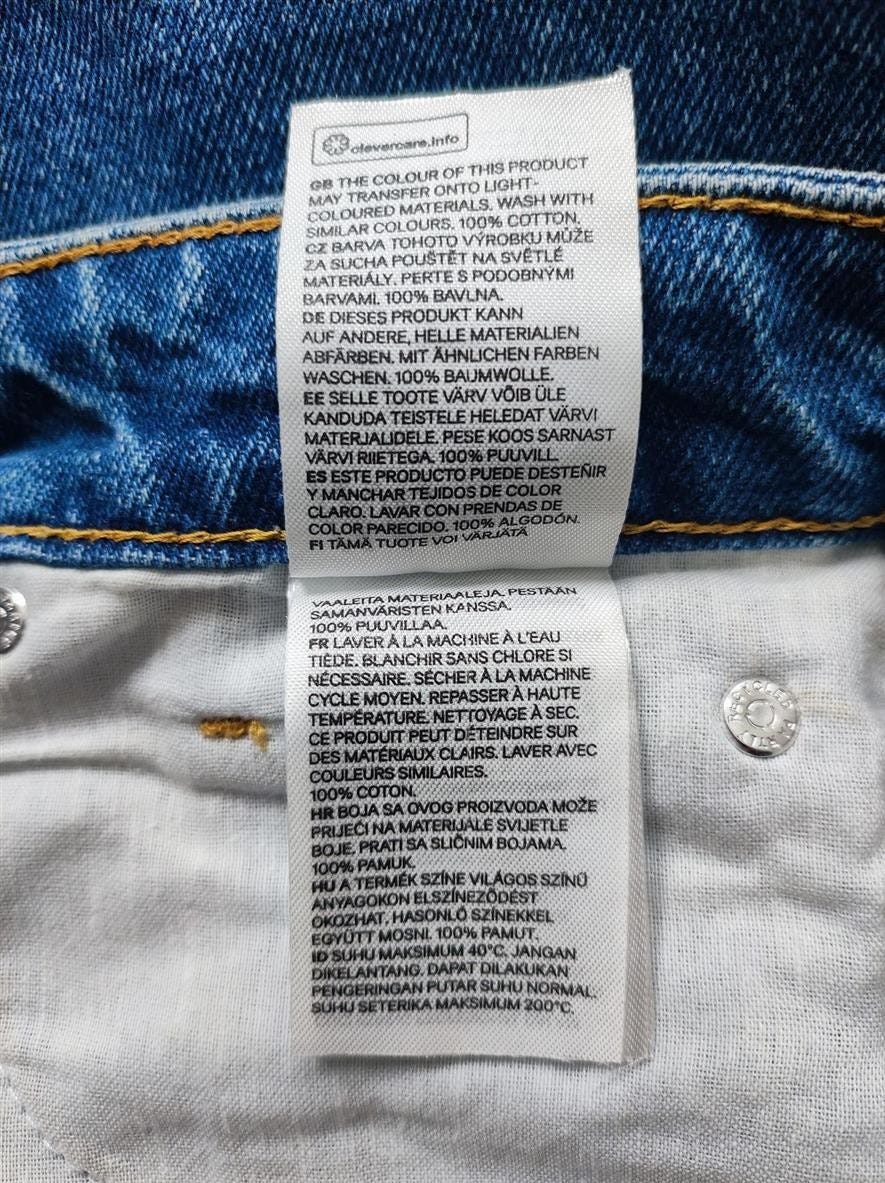 clevercare.info
GB THE COLOUR OF THIS PRODUCT
MAY TRANSFER ONTO LIGHT-
COLOURED MATERIALS. WASH WITH
SIMILAR COLOURS. 100% COTTON.
CZ BARVA TOHOTO VÝROBKU MŮŽE
ZA SUCHA POUŠTĚT NA SVĚTLÉ
MATERIÁLY. PERTE S PODOBNÝMI
BARVAMI. 100% BAVLNA.
DE DIESES PRODUKT KANN
AUF ANDERE, HELLE MATERIALIEN
ABFÄRBEN. MIT ÄHNLICHEN FARBEN
WASCHEN. 100% BAUMWOLLE.
EE SELLE TOOTE VÄRV VÕIB ÜLE
KANDUDA TEISTELE HELEDAT VÄRVI
MATERJALIDELE. PESE KOOS SARNAST
VÄRVI RIIETEGA. 100% PUUVILL.
ES ESTE PRODUCTO PUEDE DESTEÑIR
Y MANCHAR TEJIDOS DE COLOR
CLARO. LAVAR CON PRENDAS DE
COLOR PARECIDO. 100% ALGODÓN.
FI TÄMÄ TUOTE VOI VÄRJÄTÄ
VAALEITA MATERIAALEJA. PESTÄÄN
SAMANVÄRISTEN KANSSA.
100% PUUVILLAA.
FR LAVER À LA MACHINE À L'EAU
TIÈDE. BLANCHIR SANS CHLORE SI
NÉCESSAIRE. SÉCHER À LA MACHINE
CYCLE MOYEN. REPASSER À HAUTE
TEMPÉRATURE. NETTOYAGE À SEC.
CE PRODUIT PEUT DÉTEINDRE SUR
DES MATÉRIAUX CLAIRS. LAVER AVEC
COULEURS SIMILAIRES.
100% COTON.
HR BOJA SA OVOG PROIZVODA MOŽE
PRIJEĆI NA MATERIJALE SVIJETLE
BOJE. PRATI SA SLIČNIM BOJAMA.
100% PAMUK.
HU A TERMÉK SZÍNE VILÁGOS SZÍNŰ
ANYAGOKON ELSZÍNEZŐDÉST
OKOZHAT. HASONLÓ SZÍNEKKEL
EGYÜTT MOSNI. 100% PAMUT.
ID SUHU MAKSIMUM 40°C. JANGAN
DIKELANTANG. DAPAT DILAKUKAN
PENGERINGAN PUTAR SUHU NORMAL.
SUHU SETERIKA MAKSIMUM 200°C.
RECYCLED